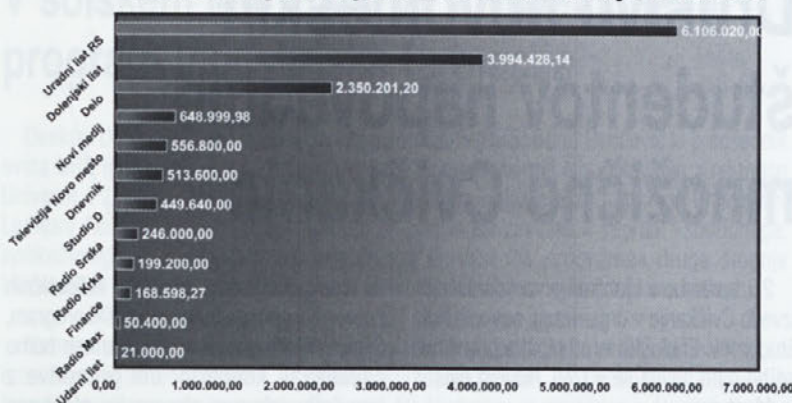 Uradni list RS 6.106.020,00
Dolenjski list 3.994.428,14
Delo 2.350.201,20
Novi medij 648.999,98
Televizija Novo mesto 556.800,00
Dnevnik 513.600,00
Studio D 449.640,00
Radio Sraka 246.000,00
Radio Krka 199.200,00
Finance 168.598,27
Radio Max 50.400,00
Udarni list 21.000,00
0,00 1.000.000,00 2.000.000,00 3.000.000,00 4.000.000,00 5.000.000,00 6.000.000,00 7.000.000,00